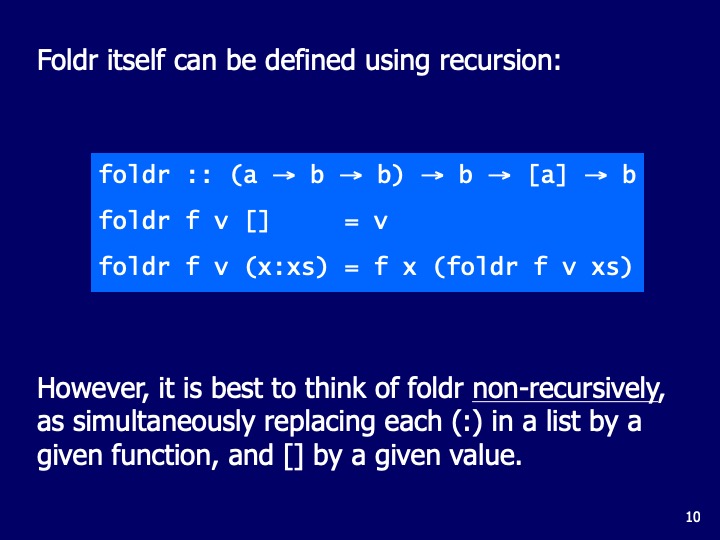 Foldr itself can be defined using recursion:
foldr :: (a → b → b) → b → [a] → b
foldr f v []     = v
foldr f v (x:xs) = f x (foldr f v xs)
However, it is best to think of foldr non-recursively,
as simultaneously replacing each (:) in a list by a
given function, and [] by a given value.
10